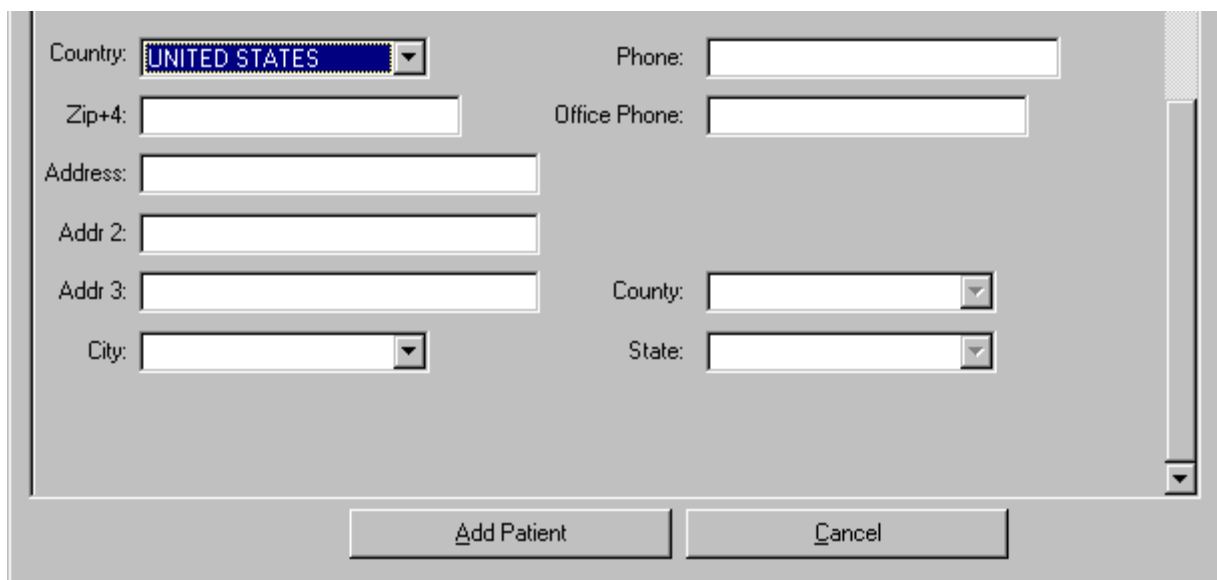 Country: UNITED STATES Phone:
Zip+4: Office Phone:
Address:
Addr 2:
Addr 3: County:
City: State:
Add Patient Cancel